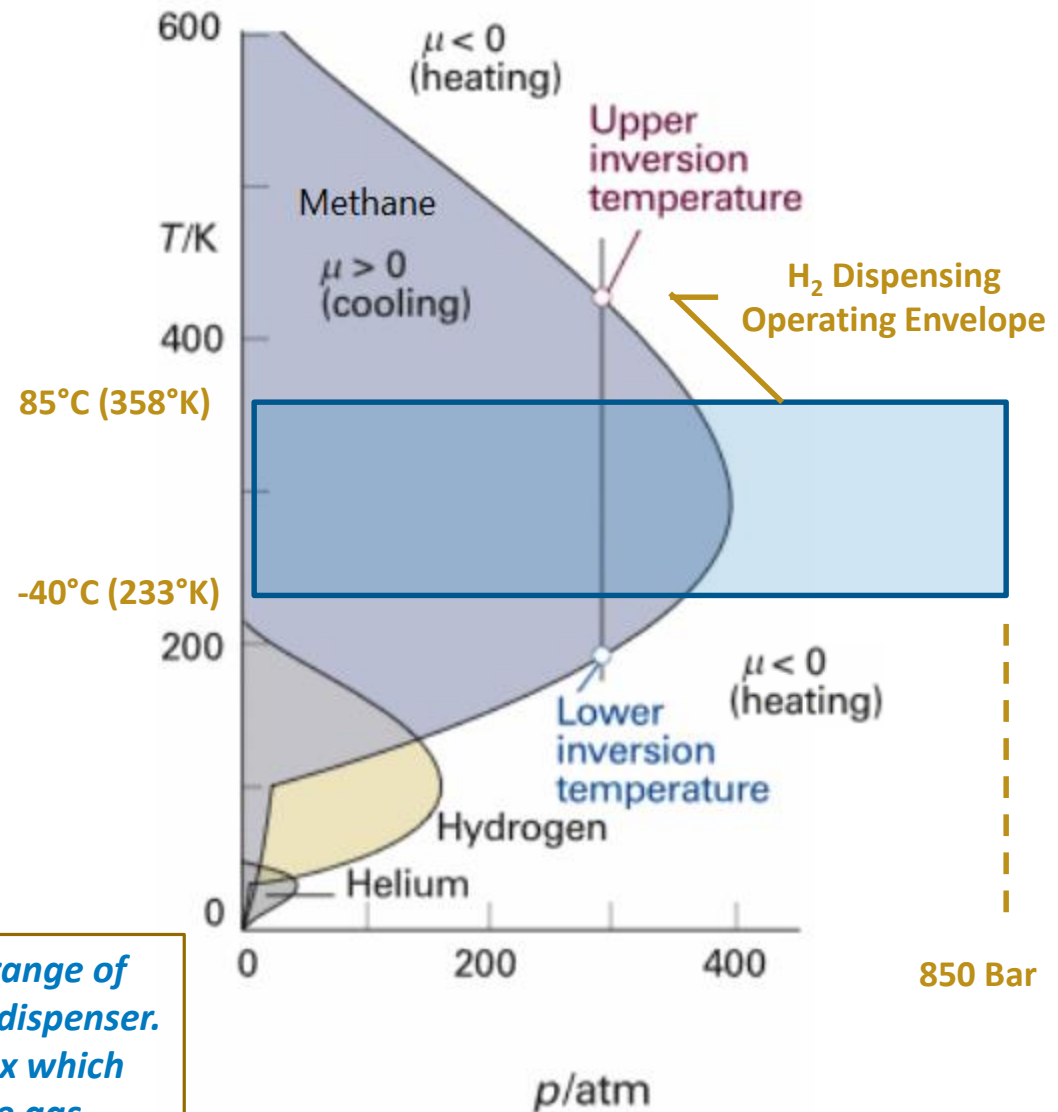 600
μ < 0
(heating)
Upper
inversion
temperature
Methane
T/K
μ > 0
(cooling)
H₂ Dispensing
Operating Envelope
400
85°C (358°K)
-40°C (233°K)
200
μ < 0
(heating)
Lower
inversion
temperature
Hydrogen
Helium
0
0
200
400
850 Bar
range of
dispenser.
which
p/atm